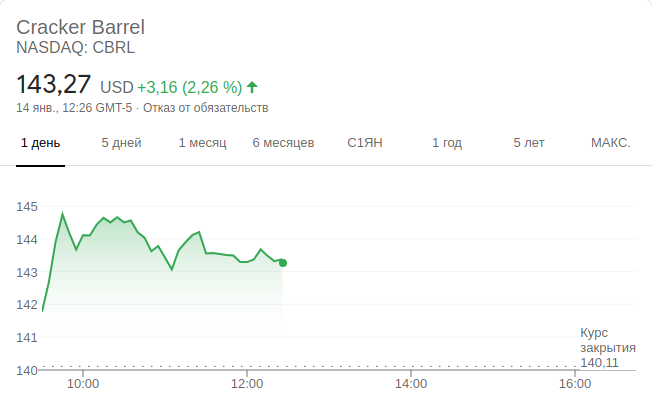 Cracker Barrel
NASDAQ: CBRL
143,27 USD +3,16 (2,26 %)
14 янв., 12:26 GMT-5 · Отказ от обязательств
1 день 5 дней 1 месяц 6 месяцев С1ЯН 1 год 5 лет МАКС.
145
144
143
142
141
140
Курс
закрытия
140,11
10:00 12:00 14:00 16:00